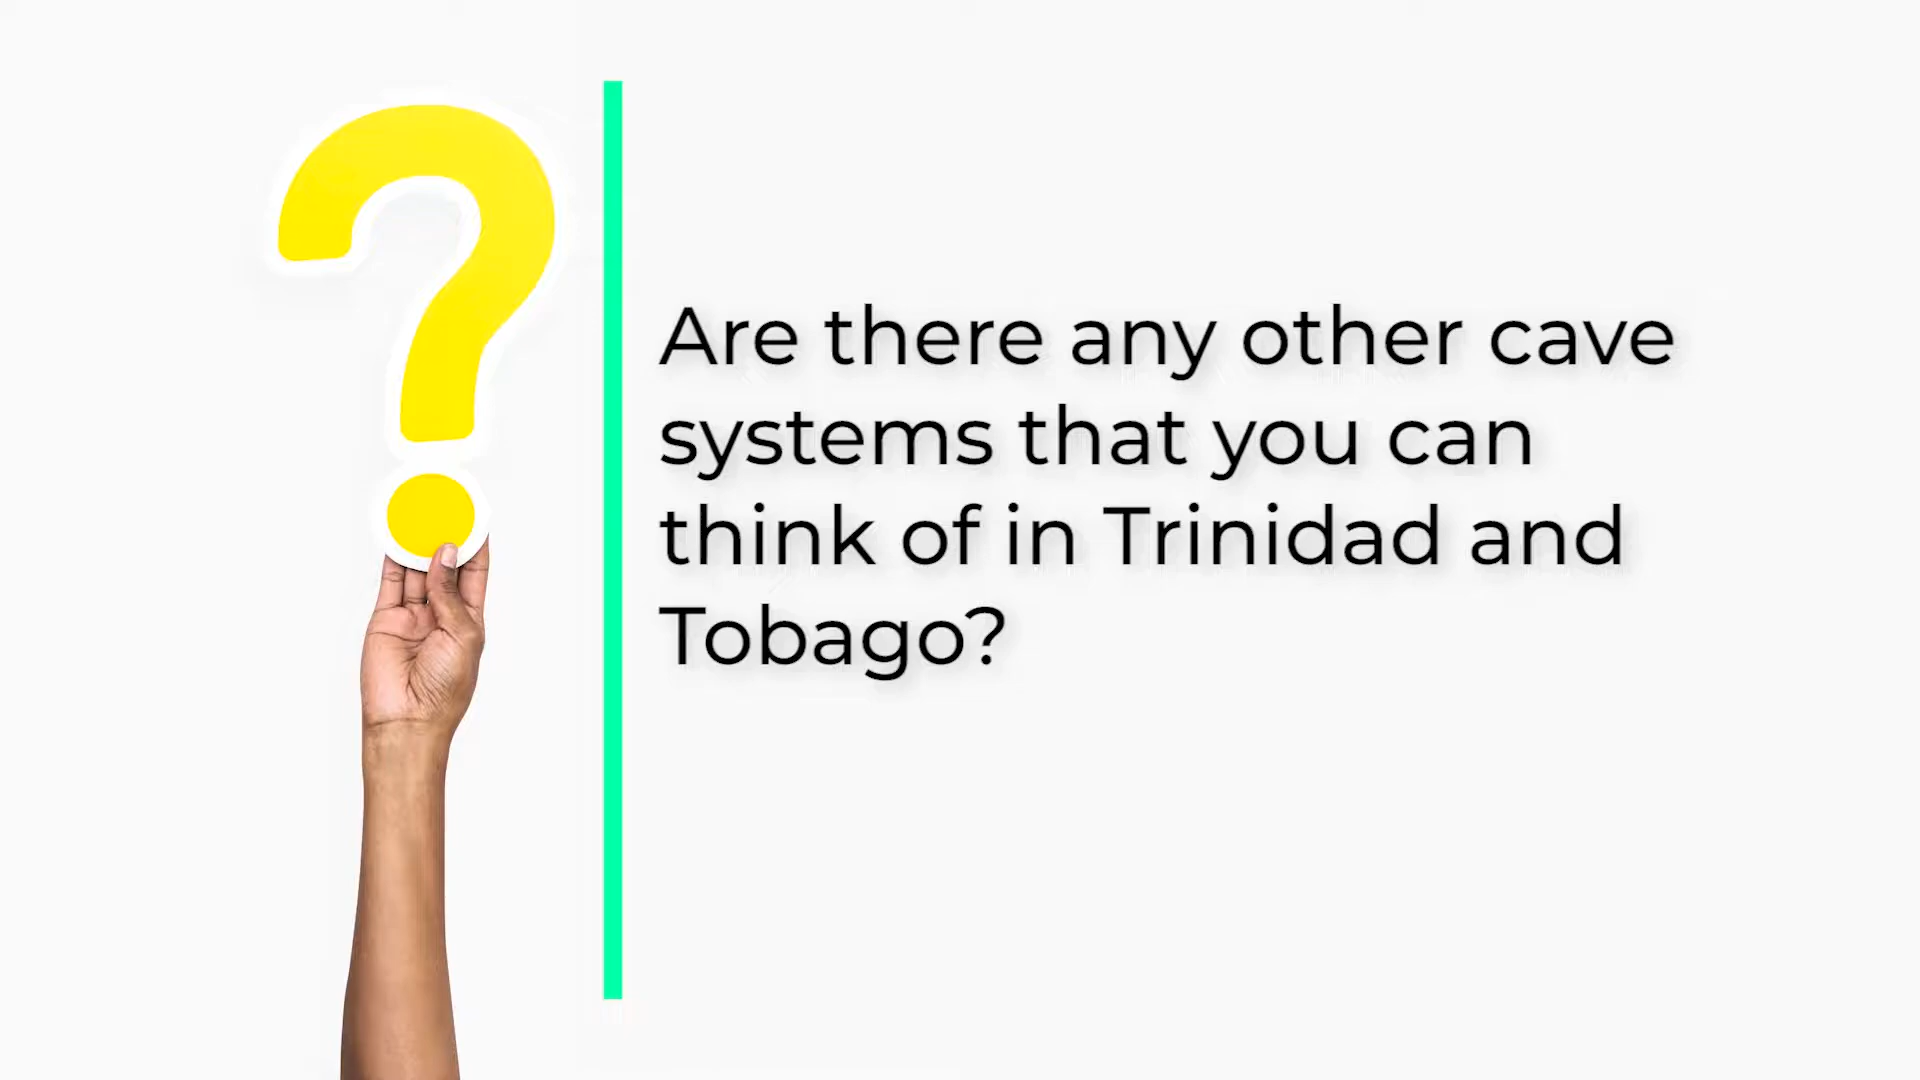 Are there any other cave
systems that you can
think of in Trinidad and
Tobago?